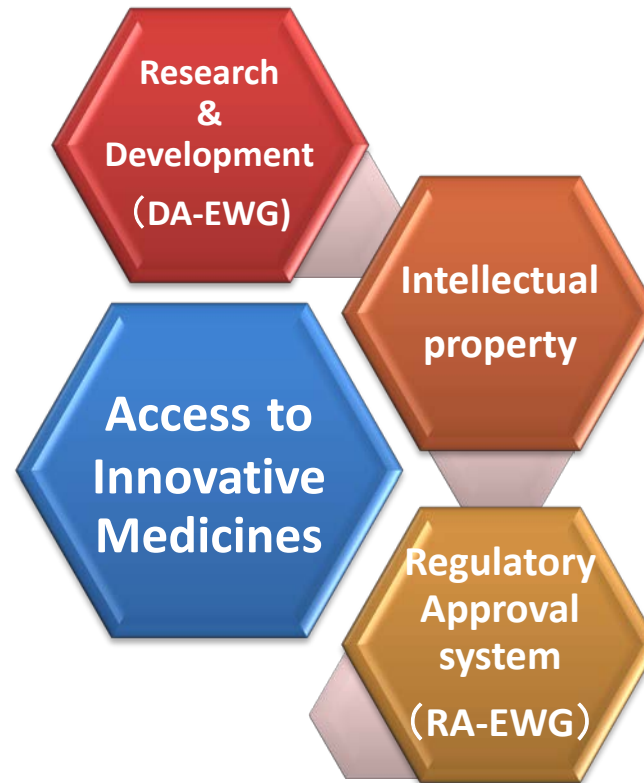 Research
&
Development
（DA-EWG)
Intellectual
property
Access to
Innovative
Medicines
Regulatory
Approval
system
（RA-EWG）